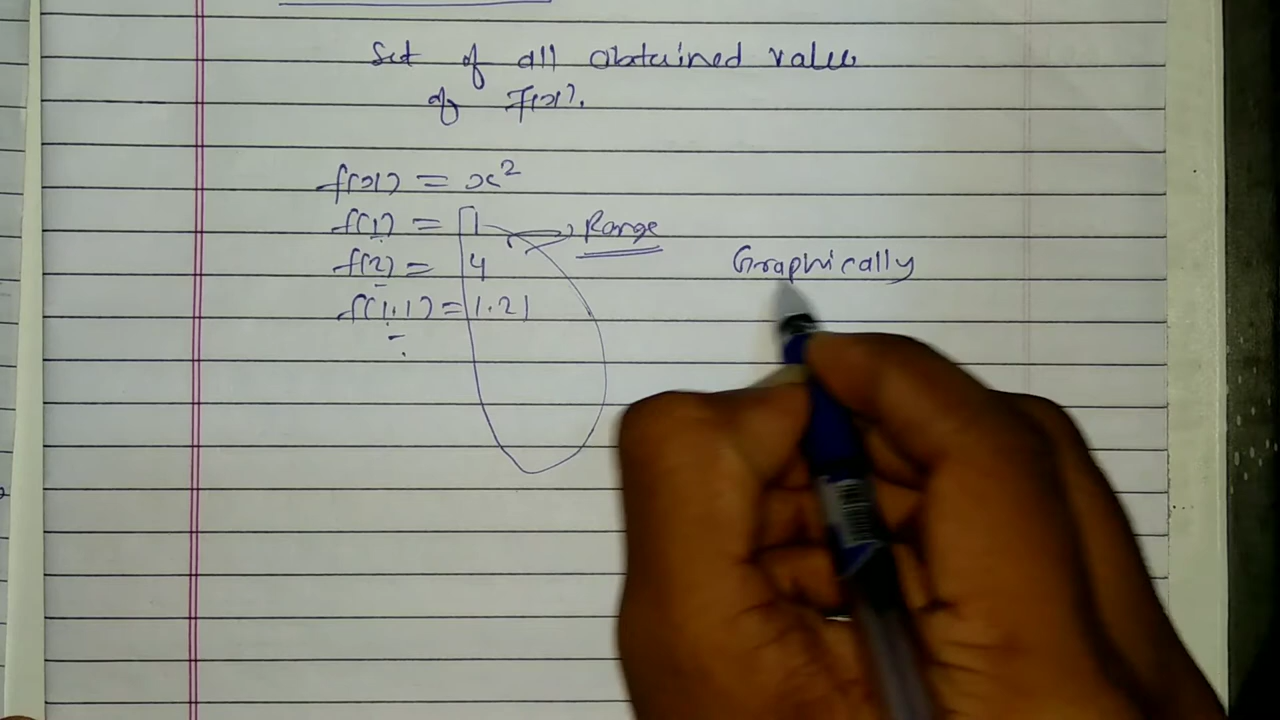 Set of all obtained value
of F(x).
f(x) = x²
f(1) = 1 Range
f(2) = 4
Graphically
f(1.1) = 1.21